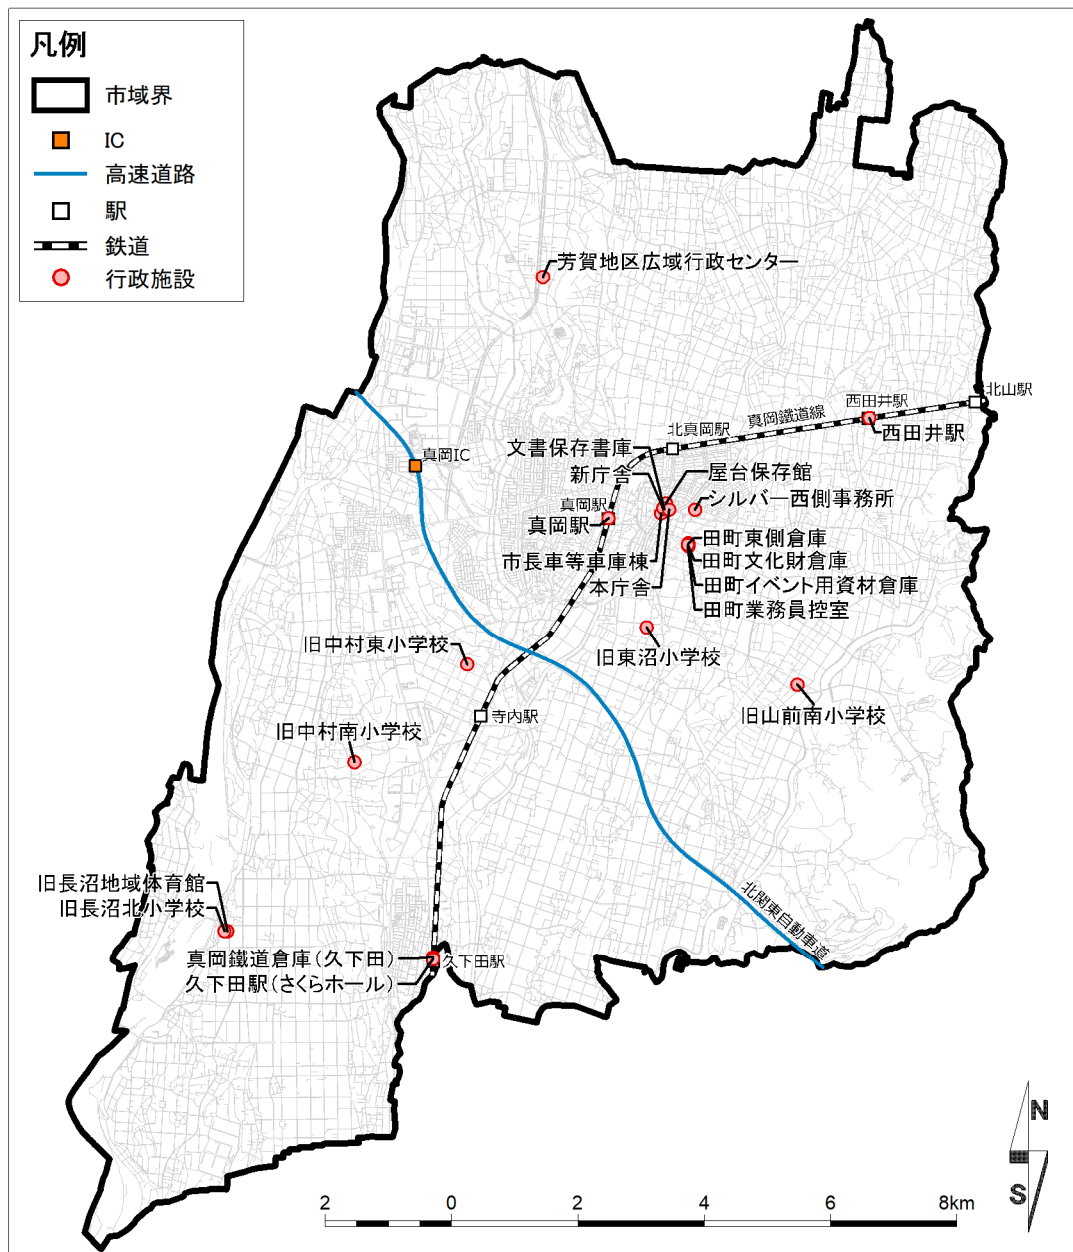 凡例
市域界
IC
高速道路
駅
鉄道
行政施設
芳賀地区広域行政センター
北山駅
西田井駅
真岡鐵道線
西田井駅
北真岡駅
文書保存書庫
新庁舎
屋台保存館
シルバー西側事務所
真岡IC
真岡駅
真岡駅
市長車等車庫棟
本庁舎
田町東側倉庫
田町文化財倉庫
田町イベント用資材倉庫
田町業務員控室
旧中村東小学校
旧東沼小学校
旧山前南小学校
寺内駅
旧中村南小学校
旧長沼地域体育館
旧長沼北小学校
北関東自動車道
真岡鐵道倉庫(久下田)
久下田駅
久下田駅(さくらホール)
N
S
2 0 2 4 6 8km